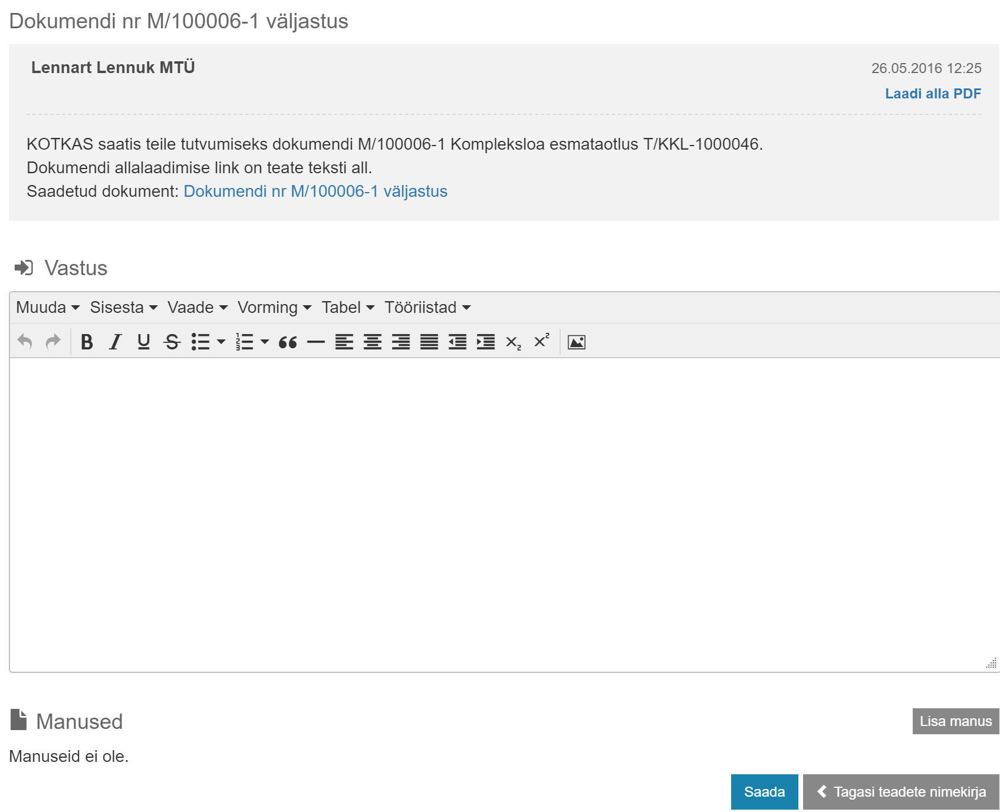 Dokumendi nr M/100006-1 väljastus
Lennart Lennuk MTÜ
26.05.2016 12:25
Laadi alla PDF
KOTKAS saatis teile tutvumiseks dokumendi M/100006-1 Kompleksloa esmataotlus T/KKL-1000046.
Dokumendi allalaadimise link on teate teksti all.
Saadetud dokument: Dokumendi nr M/100006-1 väljastus
Vastus
Muuda Sisesta Vaade Vorming Tabel Tööriistad
Manused
Lisa manus
Manuseid ei ole.
Saada Tagasi teadete nimekirja